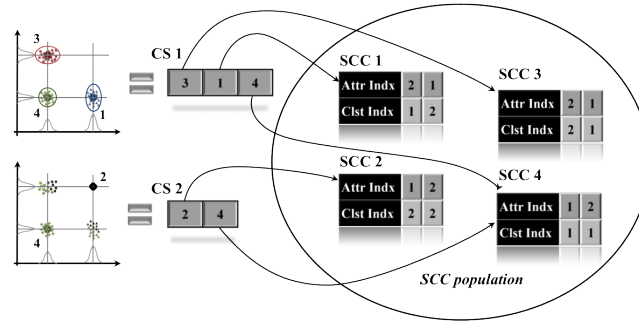 3
4
1
CS 1
3 1 4
SCC 1
Attr Indx 2 1
Clst Indx 1 2
SCC 3
Attr Indx 2 1
Clst Indx 2 1
2
4
CS 2
2 4
SCC 2
Attr Indx 1 2
Clst Indx 2 2
SCC 4
Attr Indx 1 2
Clst Indx 1 1
SCC population